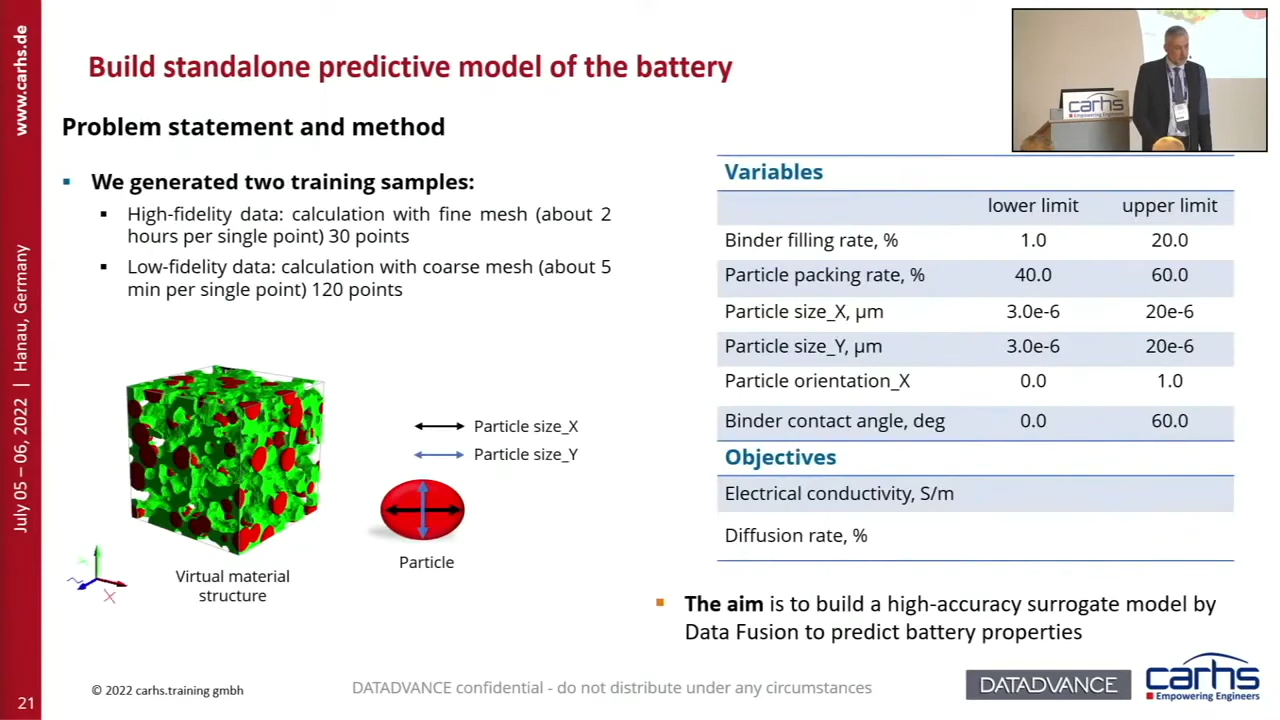 www.carhs.de
July 05 – 06, 2022 | Hanau, Germany
21
Build standalone predictive model of the battery
Problem statement and method
We generated two training samples:
High-fidelity data: calculation with fine mesh (about 2
hours per single point) 30 points
Low-fidelity data: calculation with coarse mesh (about 5
min per single point) 120 points
Virtual material
structure
X
Particle size_X
Particle size_Y
Particle
carhs
Empowering Engineers
Variables
lower limit upper limit
Binder filling rate, % 1.0 20.0
Particle packing rate, % 40.0 60.0
Particle size_X, µm 3.0e-6 20e-6
Particle size_Y, µm 3.0e-6 20e-6
Particle orientation_X 0.0 1.0
Binder contact angle, deg 0.0 60.0
Objectives
Electrical conductivity, S/m
Diffusion rate, %
The aim is to build a high-accuracy surrogate model by
Data Fusion to predict battery properties
© 2022 carhs.training gmbh
DATADVANCE confidential - do not distribute under any circumstances
DATADVANCE
carhs
Empowering Engineers